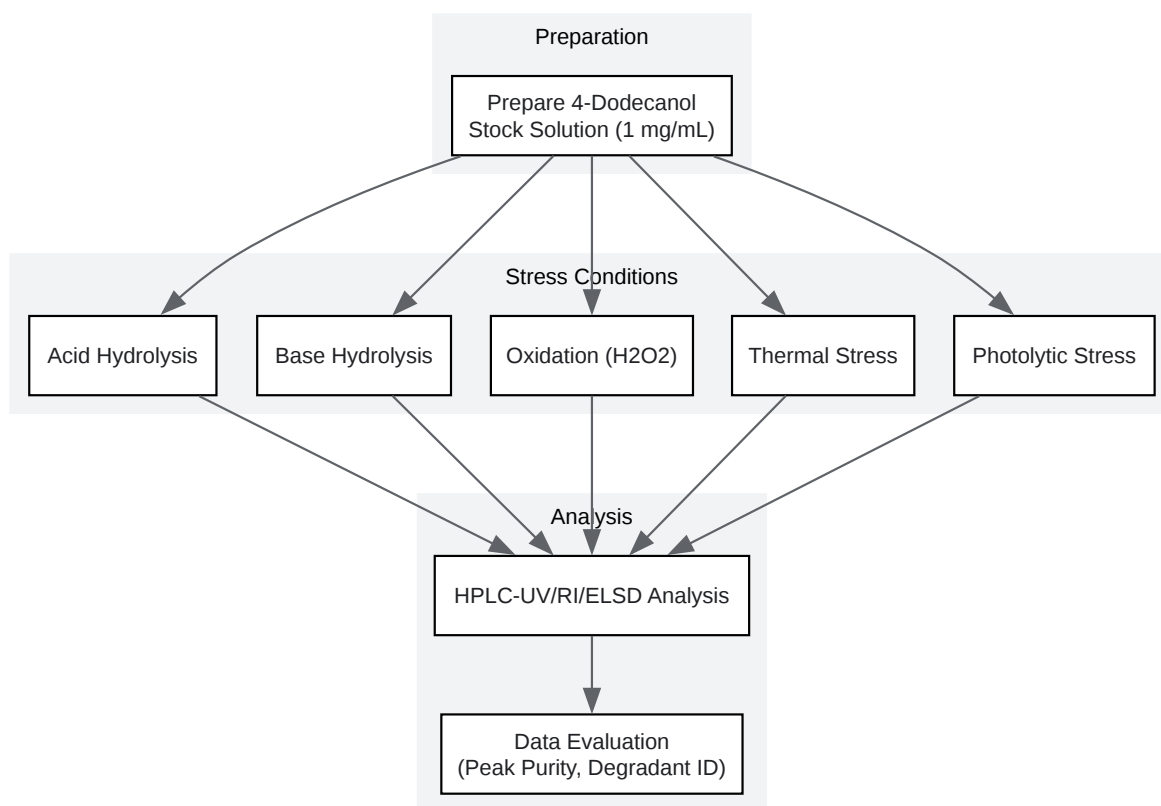 Preparation
Prepare 4-Dodecanol
Stock Solution (1 mg/mL)
Stress Conditions
Acid Hydrolysis
Base Hydrolysis
Oxidation (H2O2)
Thermal Stress
Photolytic Stress
Analysis
HPLC-UV/RI/ELSD Analysis
Data Evaluation
(Peak Purity, Degradant ID)